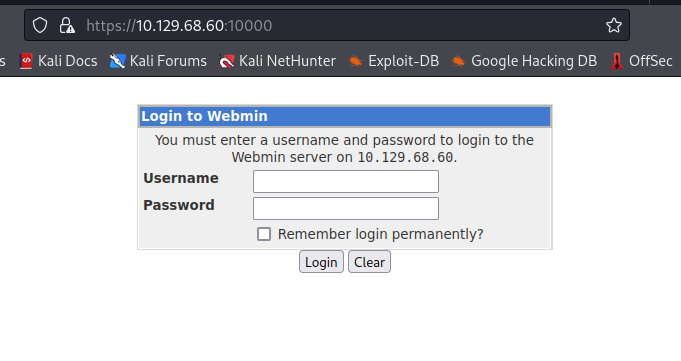 https://10.129.68.60:10000
s Kali Docs Kali Forums Kali NetHunter Exploit-DB Google Hacking DB OffSec
Login to Webmin
You must enter a username and password to login to the
Webmin server on 10.129.68.60.
Username
Password
Remember login permanently?
Login Clear